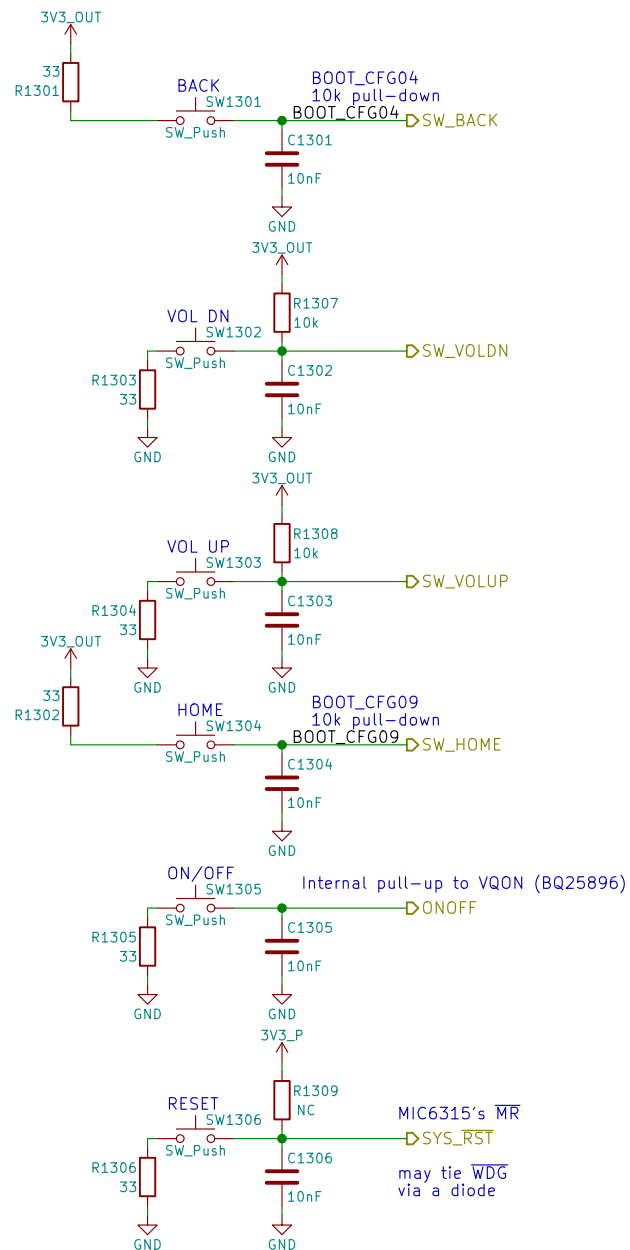 3V3_OUT
33
R1301
BACK
SW1301
SW_Push
BOOT_CFG04
10k pull-down
BOOT_CFG04
SW_BACK
C1301
10nF
GND
3V3_OUT
R1307
10k
VOL DN
SW1302
SW_Push
SW_VOLDN
R1303
33
C1302
10nF
GND
GND
3V3_OUT
R1308
10k
VOL UP
SW1303
SW_Push
SW_VOLUP
R1304
33
C1303
10nF
GND
GND
3V3_OUT
33
R1302
HOME
SW1304
SW_Push
BOOT_CFG09
10k pull-down
BOOT_CFG09
SW_HOME
C1304
10nF
GND
ON/OFF
SW1305
SW_Push
Internal pull-up to VQON (BQ25896)
ONOFF
R1305
33
C1305
10nF
GND
GND
3V3_P
R1309
NC
RESET
SW1306
SW_Push
MIC6315's M̅R̅
SYS_R̅S̅T̅
R1306
33
C1306
10nF
may tie W̅D̅G̅
via a diode
GND
GND